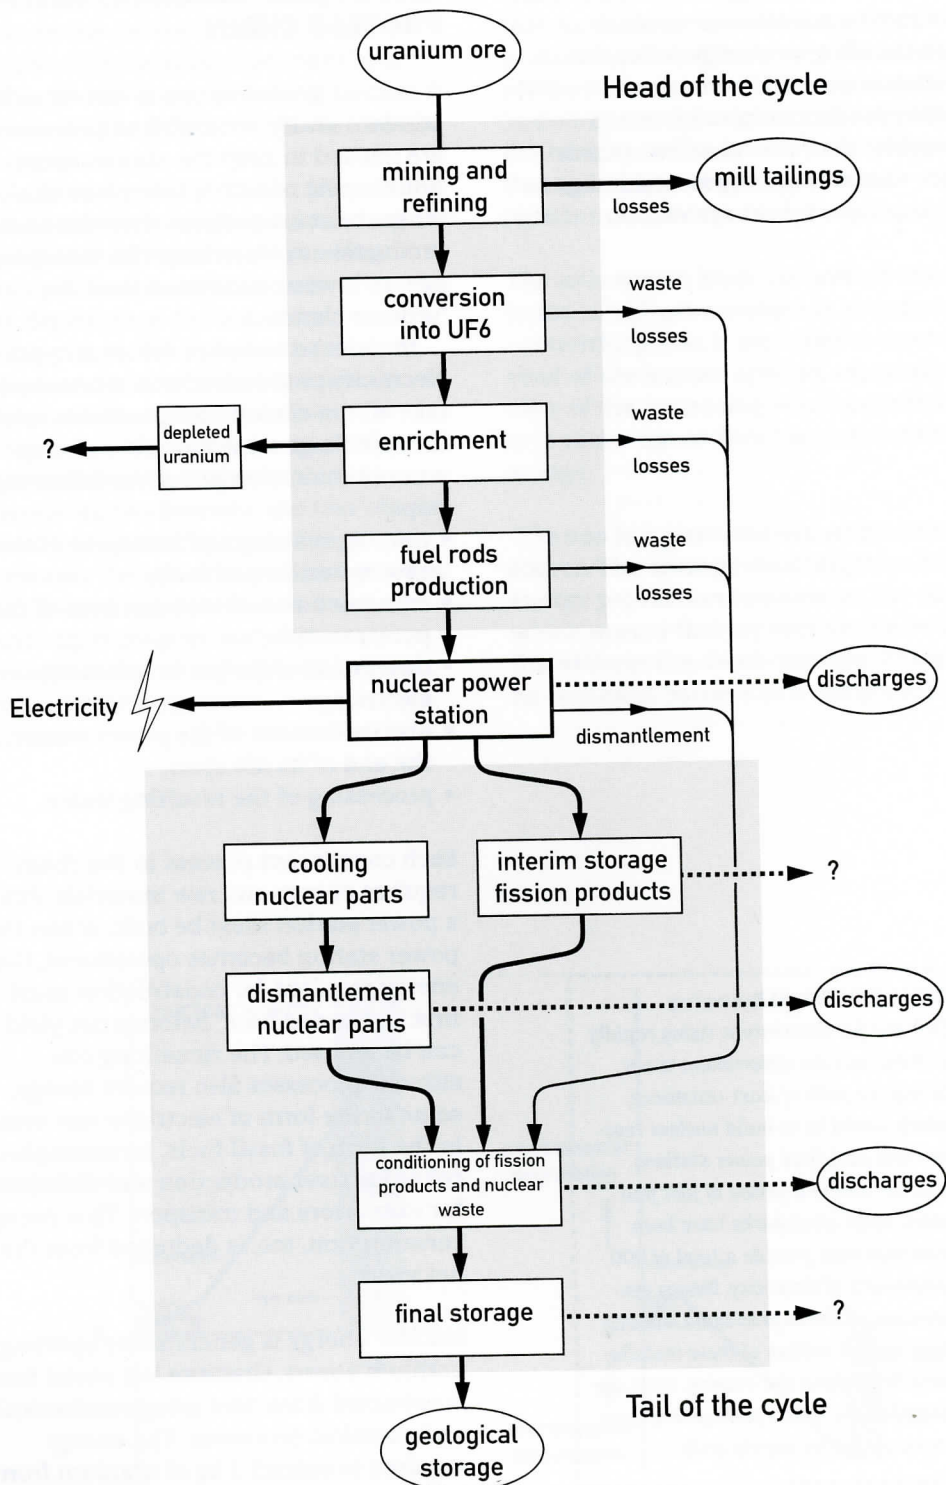 uranium ore
Head of the cycle
mining and
refining
losses
mill tailings
conversion
into UF6
waste
losses
?
depleted
uranium
enrichment
waste
losses
fuel rods
production
waste
losses
Electricity
nuclear power
station
discharges
dismantlement
cooling
nuclear parts
interim storage
fission products
?
dismantlement
nuclear parts
discharges
conditioning of fission
products and nuclear
waste
discharges
final storage
?
Tail of the cycle
geological
storage